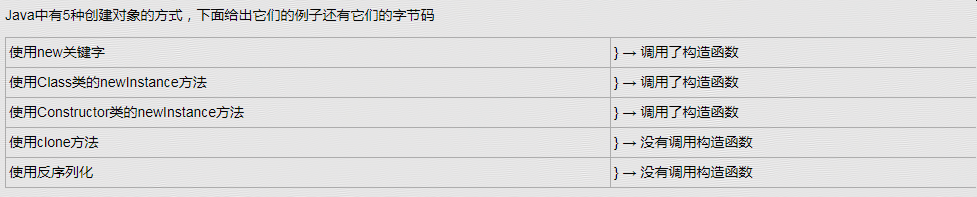 Java中有5种创建对象的方式，下面给出它们的例子还有它们的字节码
使用new关键字 } → 调用了构造函数
使用Class类的newInstance方法 } → 调用了构造函数
使用Constructor类的newInstance方法 } → 调用了构造函数
使用clone方法 } → 没有调用构造函数
使用反序列化 } → 没有调用构造函数